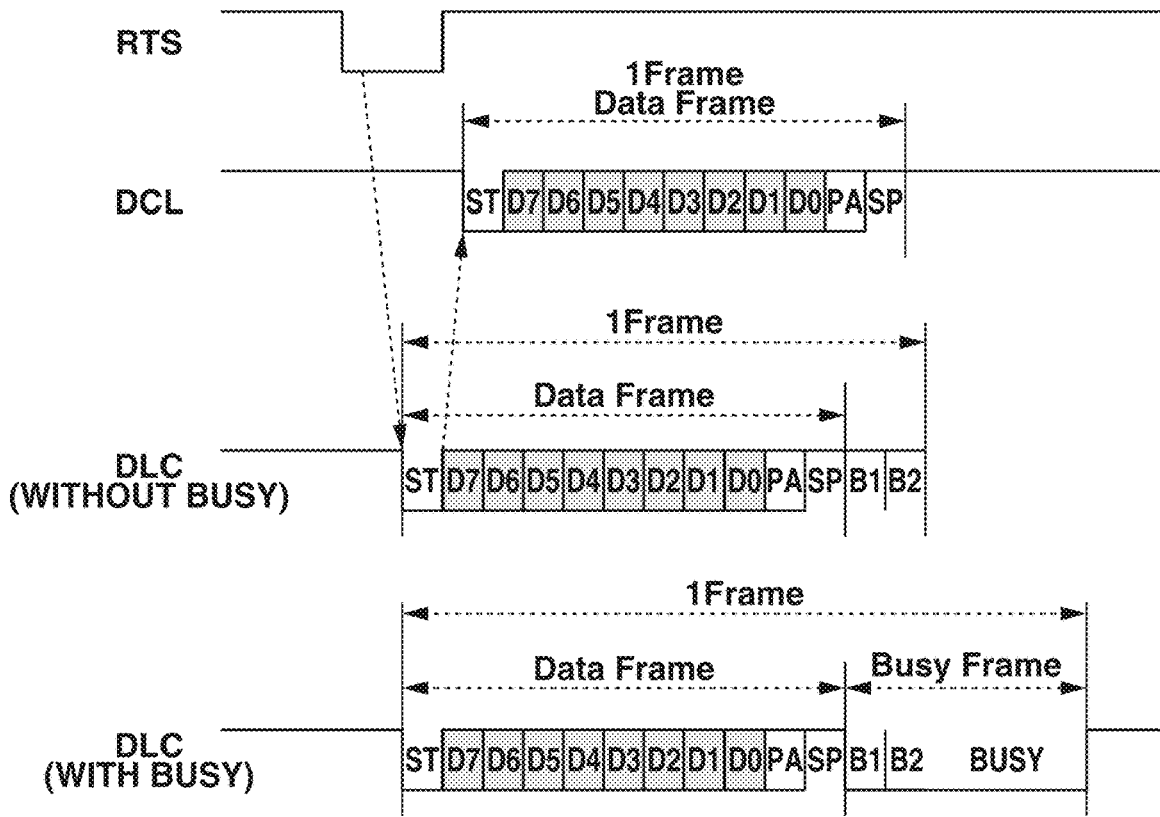 RTS
1Frame
Data Frame
DCL
ST D7 D6 D5 D4 D3 D2 D1 D0 PA SP
1Frame
Data Frame
DLC
(WITHOUT BUSY)
ST D7 D6 D5 D4 D3 D2 D1 D0 PA SP B1 B2
1Frame
Data Frame
Busy Frame
DLC
(WITH BUSY)
ST D7 D6 D5 D4 D3 D2 D1 D0 PA SP B1 B2 BUSY